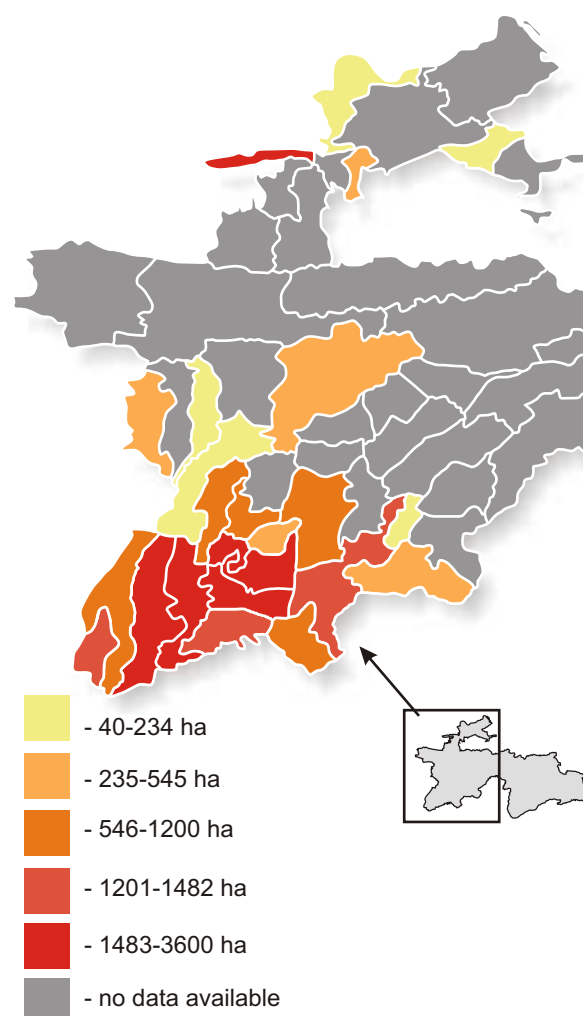 - 40-234 ha
- 235-545 ha
- 546-1200 ha
- 1201-1482 ha
- 1483-3600 ha
- no data available